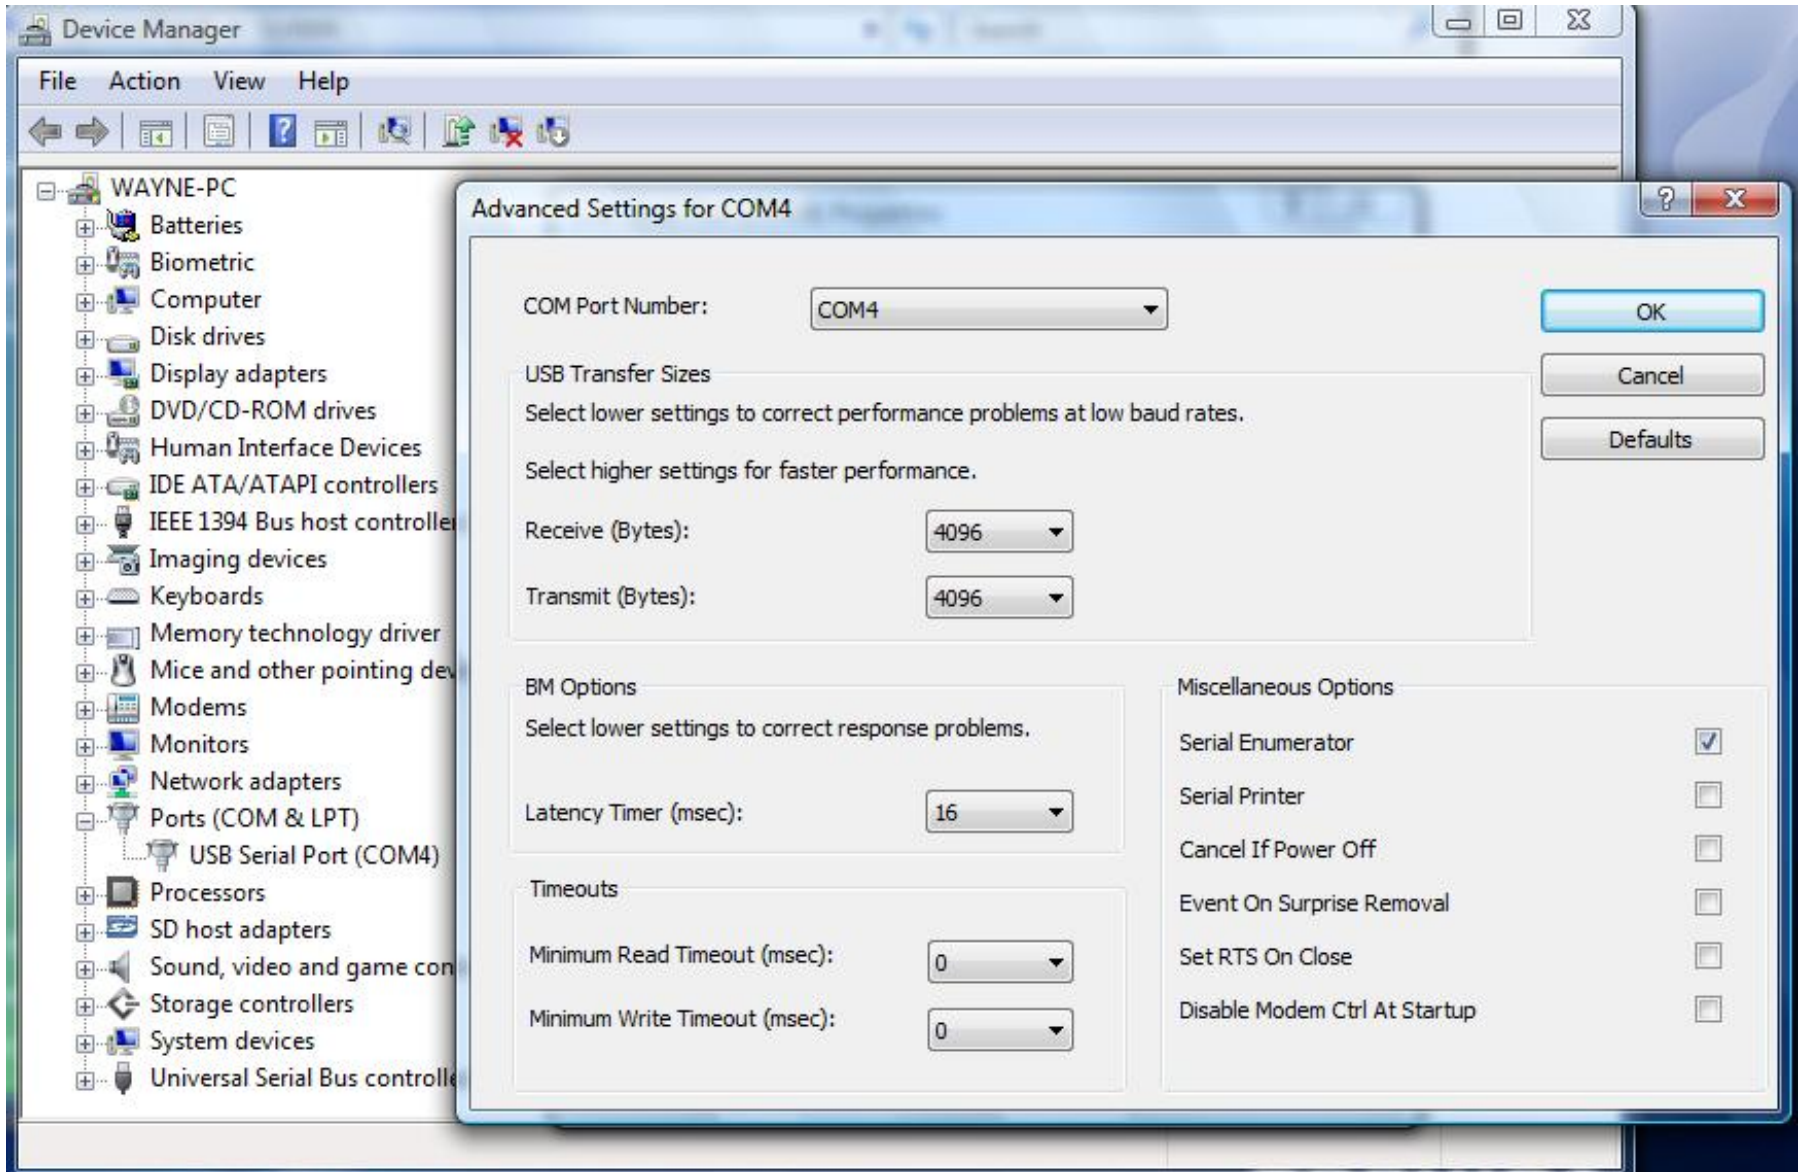 Device Manager
File Action View Help
WAYNE-PC
Batteries
Biometric
Computer
Disk drives
Display adapters
DVD/CD-ROM drives
Human Interface Devices
IDE ATA/ATAPI controllers
IEEE 1394 Bus host controller
Imaging devices
Keyboards
Memory technology driver
Mice and other pointing dev
Modems
Monitors
Network adapters
Ports (COM & LPT)
USB Serial Port (COM4)
Processors
SD host adapters
Sound, video and game con
Storage controllers
System devices
Universal Serial Bus controlle
Advanced Settings for COM4
COM Port Number: COM4
OK
Cancel
Defaults
USB Transfer Sizes
Select lower settings to correct performance problems at low baud rates.
Select higher settings for faster performance.
Receive (Bytes): 4096
Transmit (Bytes): 4096
BM Options
Select lower settings to correct response problems.
Latency Timer (msec): 16
Timeouts
Minimum Read Timeout (msec): 0
Minimum Write Timeout (msec): 0
Miscellaneous Options
Serial Enumerator
Serial Printer
Cancel If Power Off
Event On Surprise Removal
Set RTS On Close
Disable Modem Ctrl At Startup